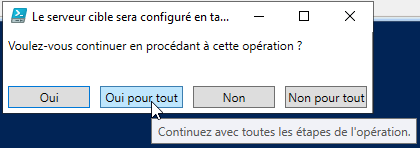 Le serveur cible sera configuré en ta...
Voulez-vous continuer en procédant à cette opération ?
Oui
Oui pour tout
Non
Non pour tout
Continuez avec toutes les étapes de l'opération.